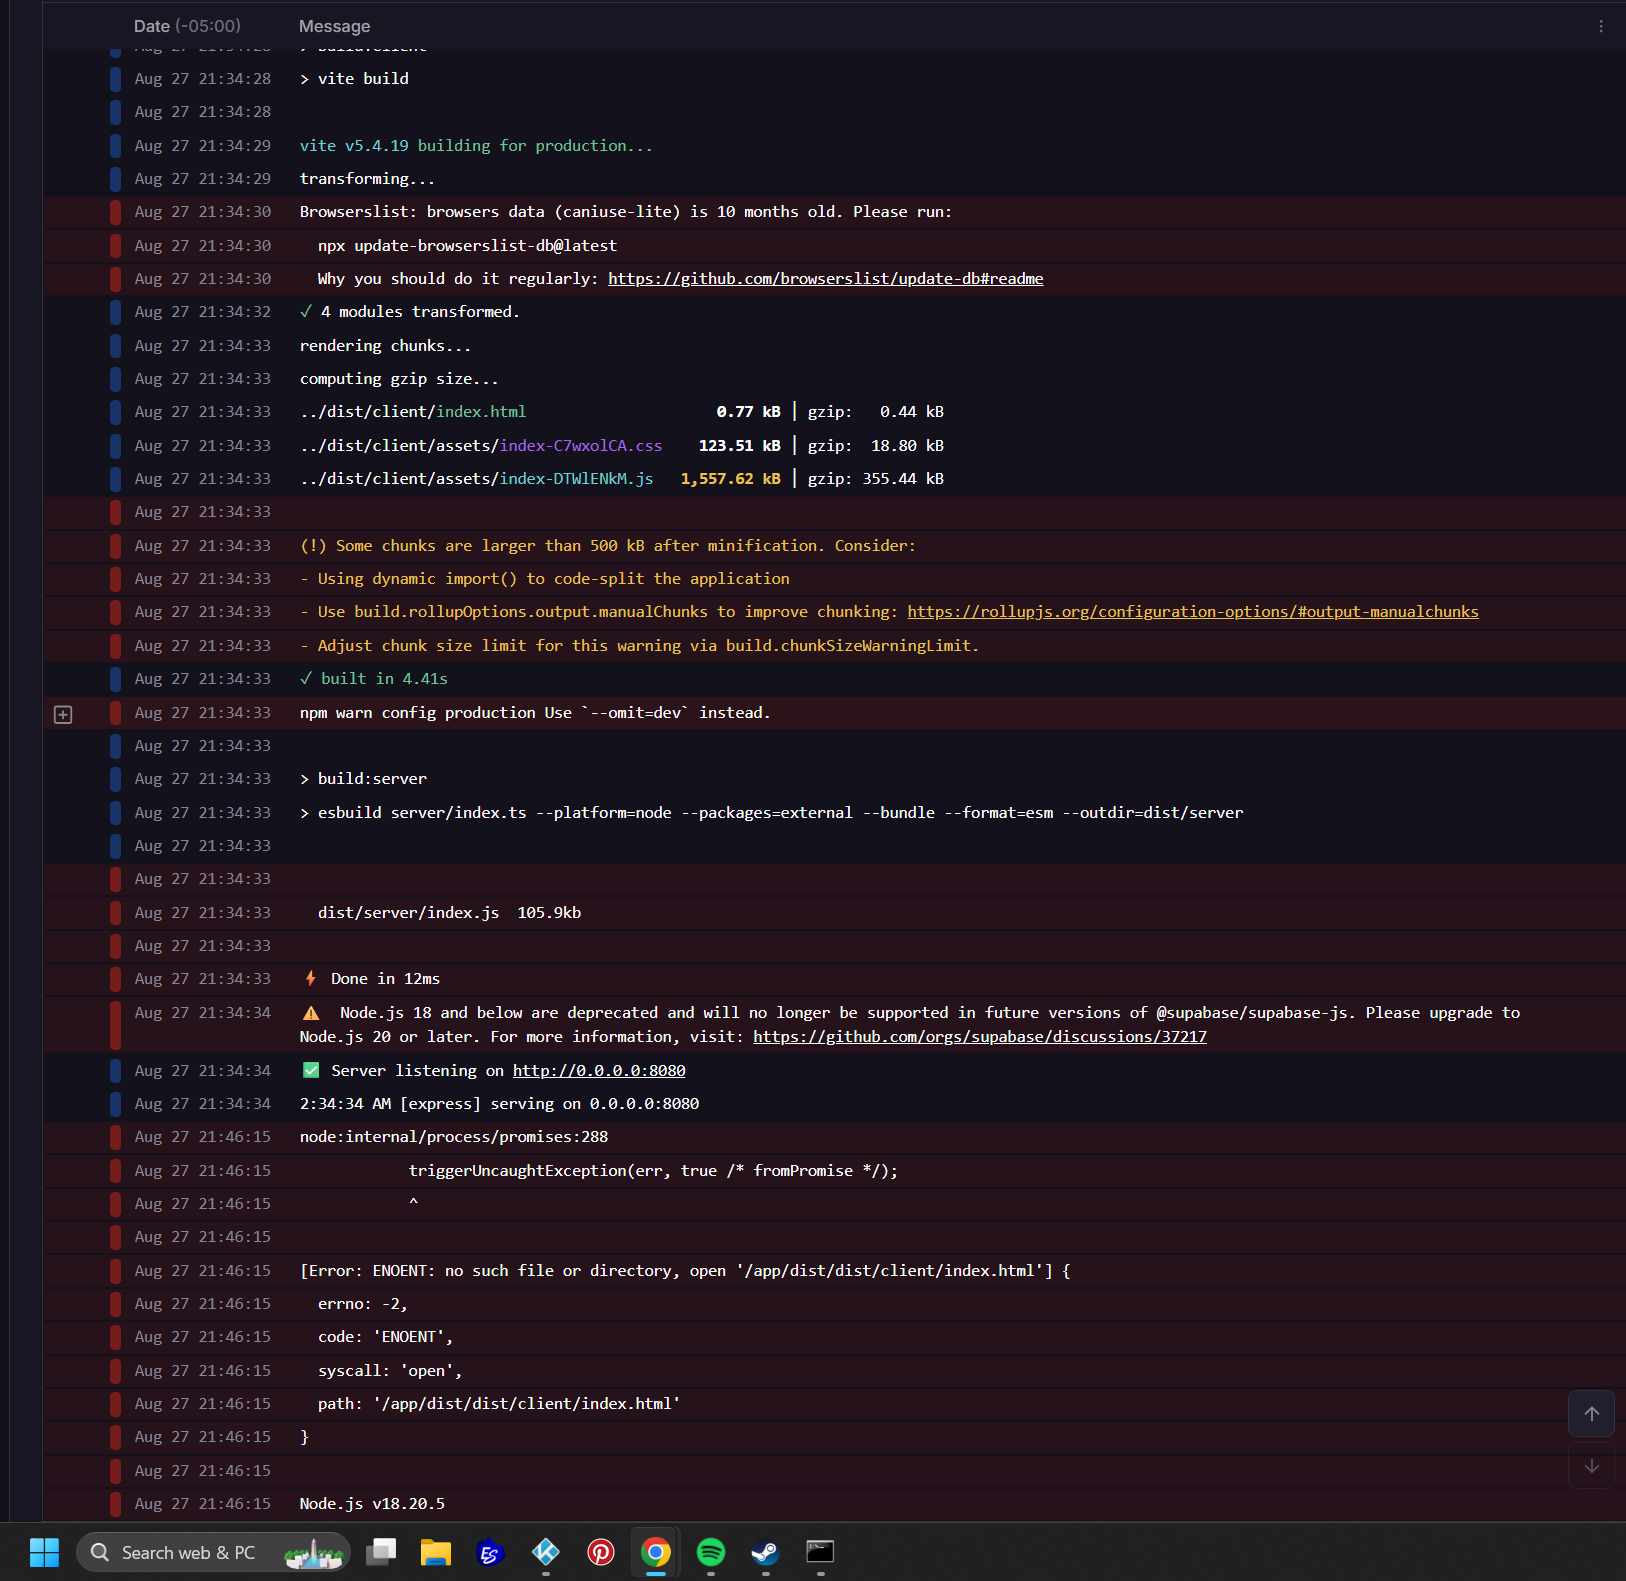 Date (-05:00) Message
Aug 27 21:34:28 > build:client
Aug 27 21:34:28 > vite build
Aug 27 21:34:28
Aug 27 21:34:29 vite v5.4.19 building for production...
Aug 27 21:34:29 transforming...
Aug 27 21:34:30 Browserslist: browsers data (caniuse-lite) is 10 months old. Please run:
Aug 27 21:34:30 npx update-browserslist-db@latest
Aug 27 21:34:30 Why you should do it regularly: https://github.com/browserslist/update-db#readme
Aug 27 21:34:32 ✓ 4 modules transformed.
Aug 27 21:34:33 rendering chunks...
Aug 27 21:34:33 computing gzip size...
Aug 27 21:34:33 ../dist/client/index.html 0.77 kB │ gzip: 0.44 kB
Aug 27 21:34:33 ../dist/client/assets/index-C7wxolCA.css 123.51 kB │ gzip: 18.80 kB
Aug 27 21:34:33 ../dist/client/assets/index-DTWlENkM.js 1,557.62 kB │ gzip: 355.44 kB
Aug 27 21:34:33
Aug 27 21:34:33 (!) Some chunks are larger than 500 kB after minification. Consider:
Aug 27 21:34:33 - Using dynamic import() to code-split the application
Aug 27 21:34:33 - Use build.rollupOptions.output.manualChunks to improve chunking: https://rollupjs.org/configuration-options/#output-manualchunks
Aug 27 21:34:33 - Adjust chunk size limit for this warning via build.chunkSizeWarningLimit.
Aug 27 21:34:33 ✓ built in 4.41s
Aug 27 21:34:33 npm warn config production Use `--omit=dev` instead.
Aug 27 21:34:33
Aug 27 21:34:33 > build:server
Aug 27 21:34:33 > esbuild server/index.ts --platform=node --packages=external --bundle --format=esm --outdir=dist/server
Aug 27 21:34:33
Aug 27 21:34:33
Aug 27 21:34:33 dist/server/index.js 105.9kb
Aug 27 21:34:33
Aug 27 21:34:33 ⚡ Done in 12ms
Aug 27 21:34:34 ⚠️ Node.js 18 and below are deprecated and will no longer be supported in future versions of @supabase/supabase-js. Please upgrade to
Node.js 20 or later. For more information, visit: https://github.com/orgs/supabase/discussions/37217
Aug 27 21:34:34 ✅ Server listening on http://0.0.0.0:8080
Aug 27 21:34:34 2:34:34 AM [express] serving on 0.0.0.0:8080
Aug 27 21:46:15 node:internal/process/promises:288
Aug 27 21:46:15 triggerUncaughtException(err, true /* fromPromise */);
Aug 27 21:46:15 ^
Aug 27 21:46:15
Aug 27 21:46:15 [Error: ENOENT: no such file or directory, open '/app/dist/dist/client/index.html'] {
Aug 27 21:46:15 errno: -2,
Aug 27 21:46:15 code: 'ENOENT',
Aug 27 21:46:15 syscall: 'open',
Aug 27 21:46:15 path: '/app/dist/dist/client/index.html'
Aug 27 21:46:15 }
Aug 27 21:46:15
Aug 27 21:46:15 Node.js v18.20.5
Search web & PC